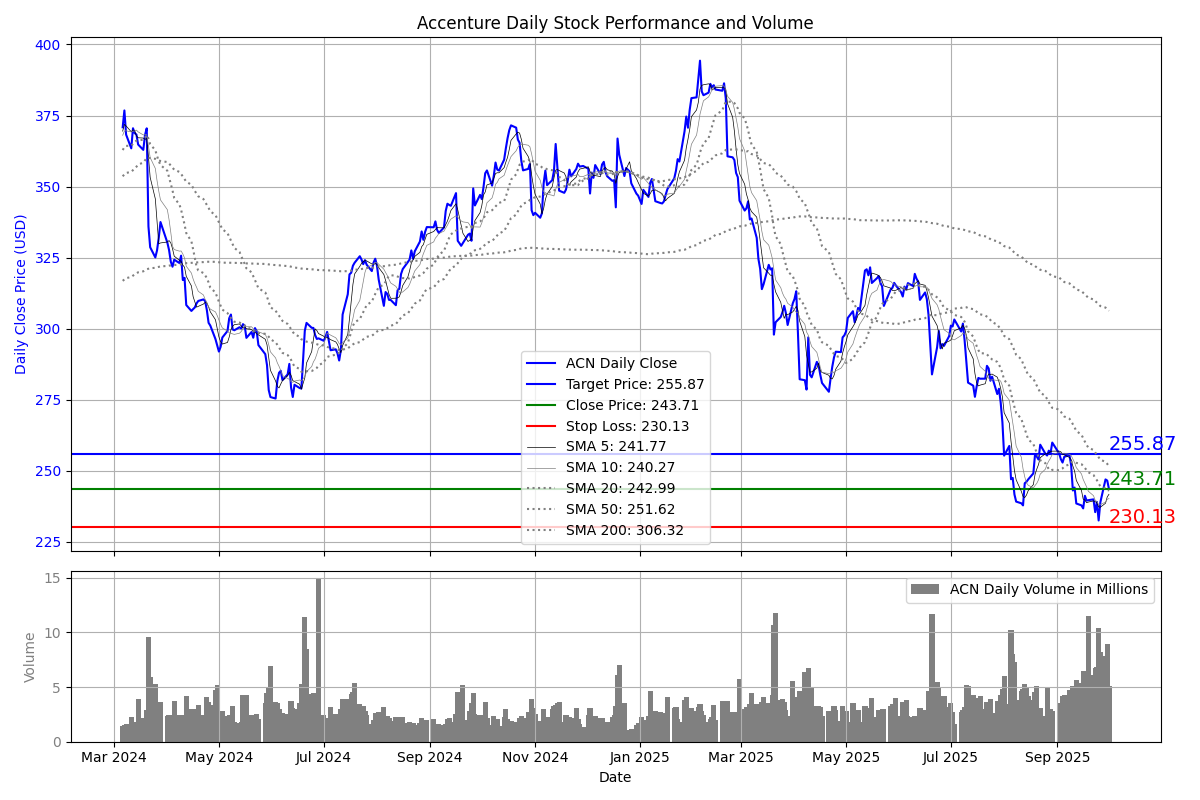 Accenture Daily Stock Performance and Volume
Daily Close Price (USD)
400
375
350
325
300
275
250
225
ACN Daily Close
Target Price: 255.87
Close Price: 243.71
Stop Loss: 230.13
SMA 5: 241.77
SMA 10: 240.27
SMA 20: 242.99
SMA 50: 251.62
SMA 200: 306.32
255.87
243.71
230.13
Volume
15
10
5
0
ACN Daily Volume in Millions
Mar 2024 May 2024 Jul 2024 Sep 2024 Nov 2024 Jan 2025 Mar 2025 May 2025 Jul 2025 Sep 2025
Date